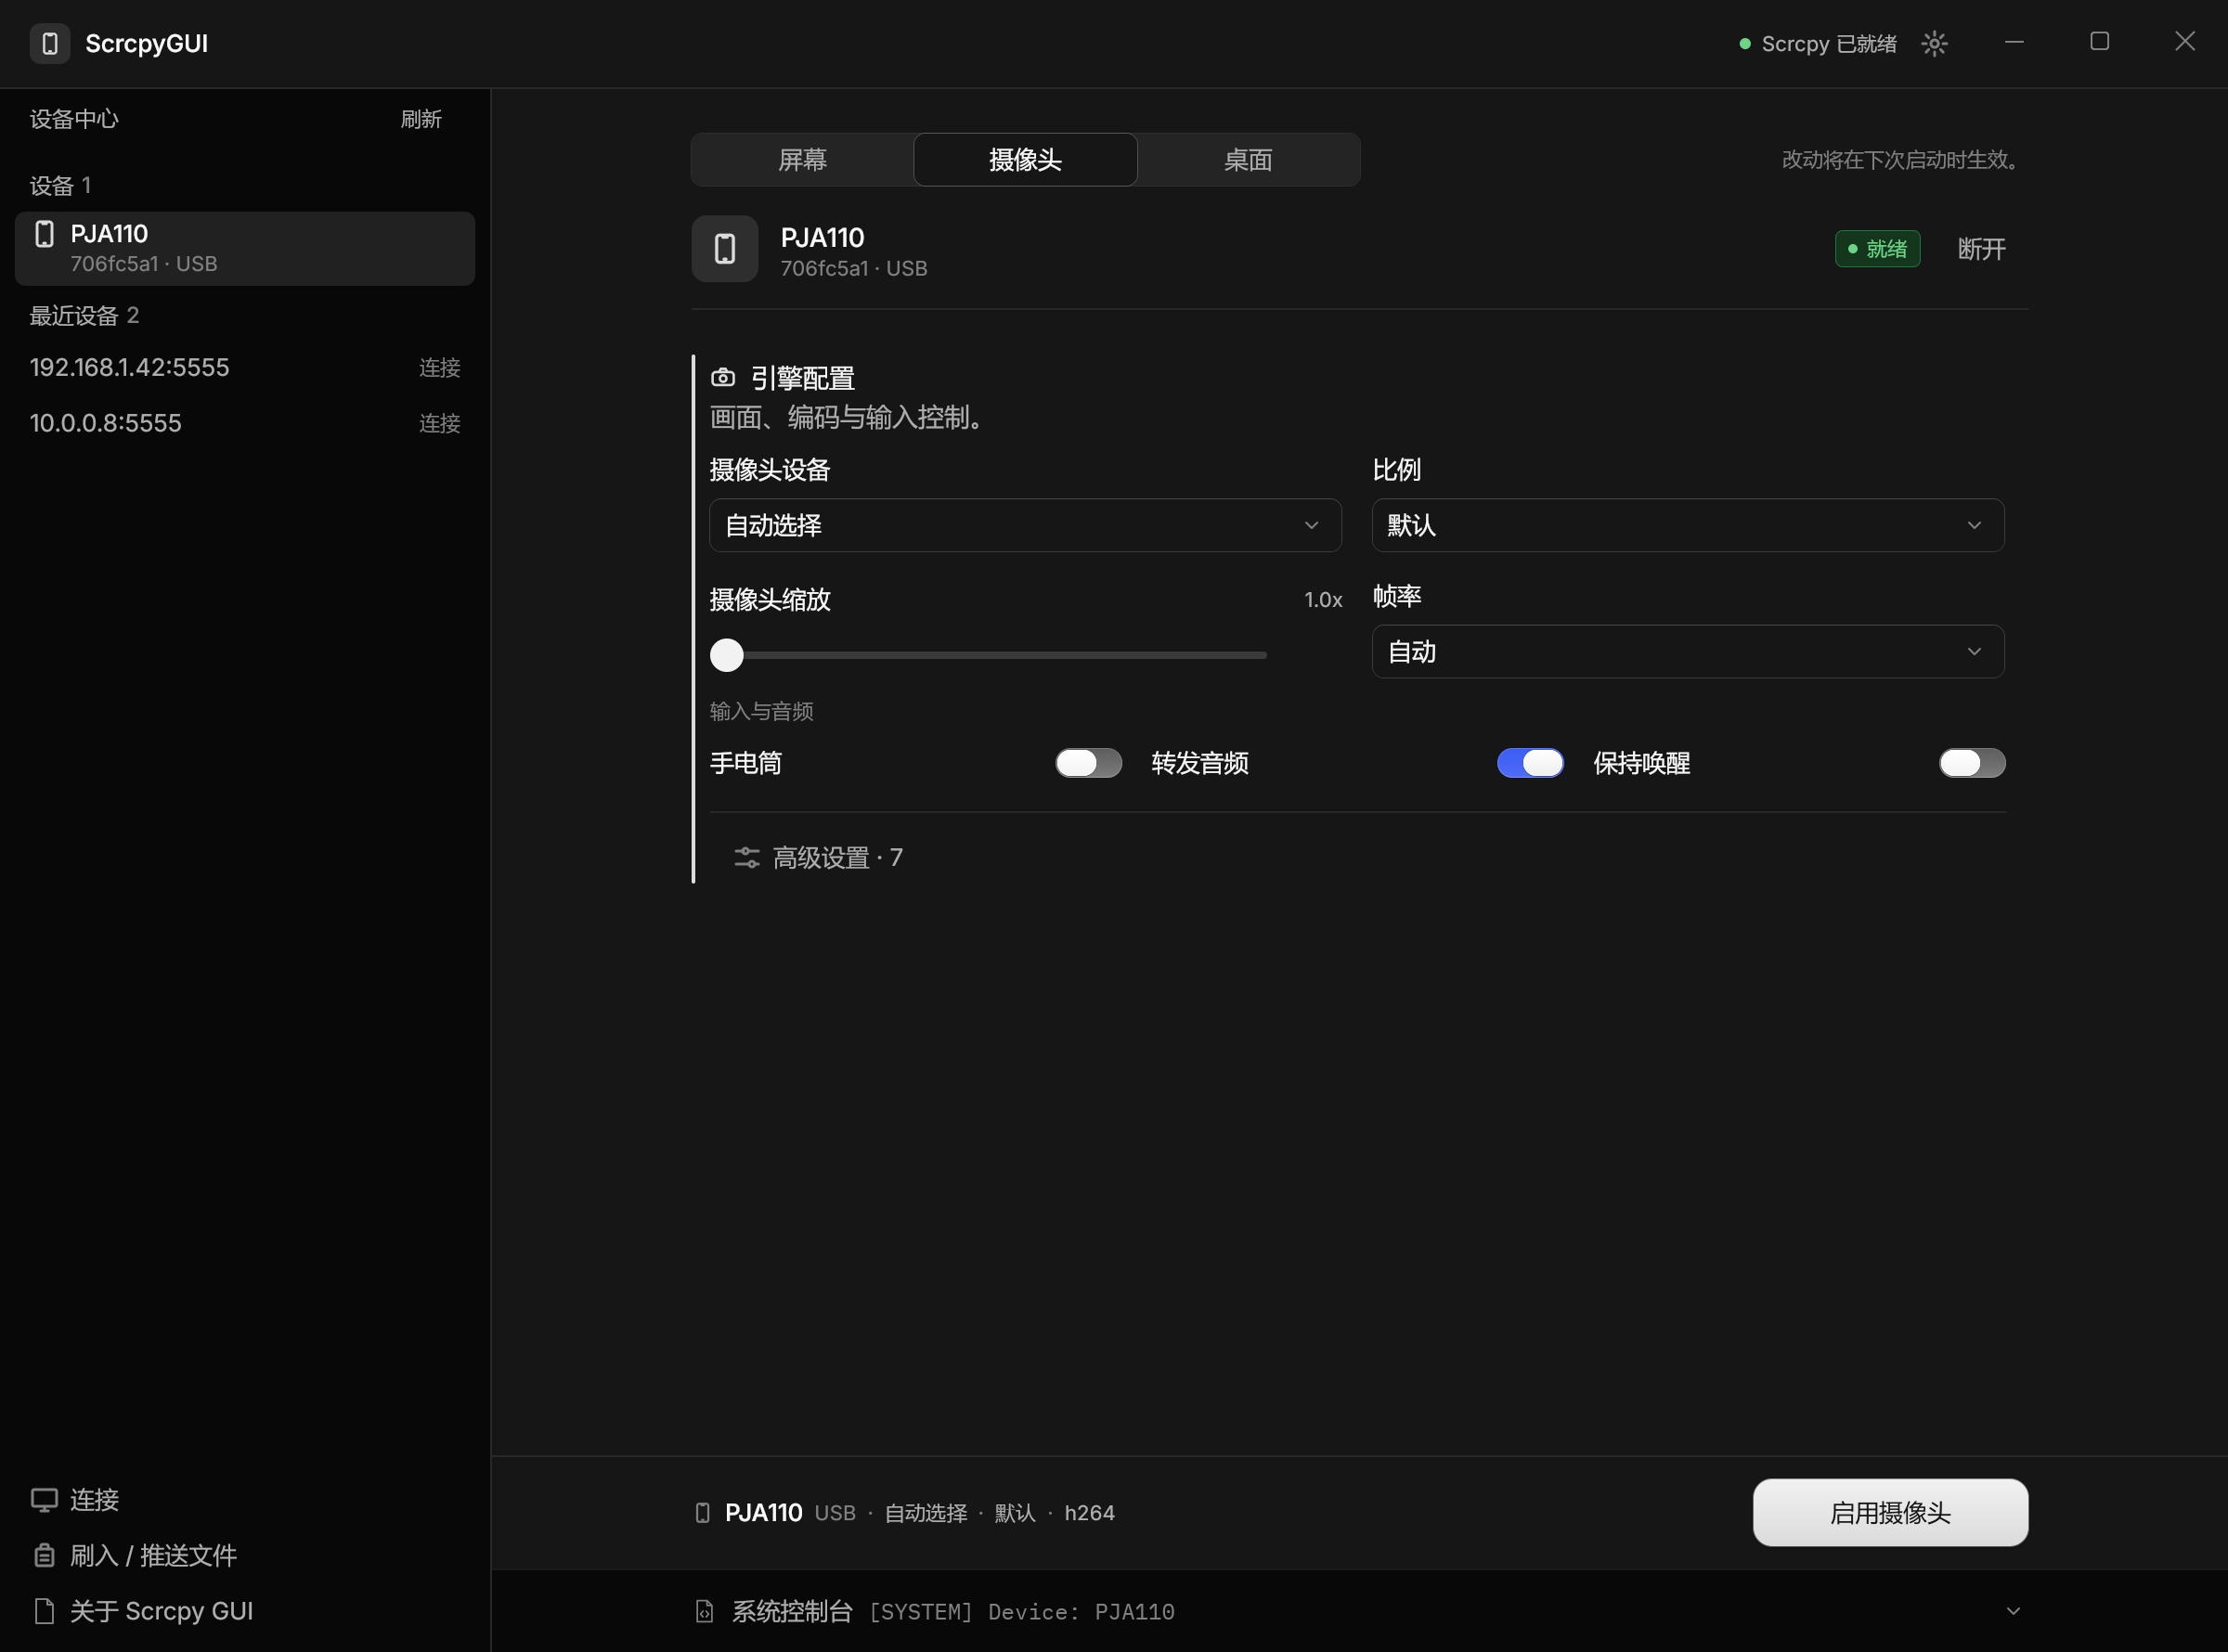 ScrcpyGUI
Scrcpy 已就绪
设备中心
刷新
设备 1
PJA110
706fc5a1 · USB
最近设备 2
192.168.1.42:5555
连接
10.0.0.8:5555
连接
连接
刷入 / 推送文件
关于 Scrcpy GUI
屏幕
摄像头
桌面
改动将在下次启动时生效。
PJA110
706fc5a1 · USB
就绪
断开
引擎配置
画面、编码与输入控制。
摄像头设备
比例
自动选择
默认
摄像头缩放
1.0x
帧率
自动
输入与音频
手电筒
转发音频
保持唤醒
高级设置 · 7
PJA110 USB · 自动选择 · 默认 · h264
启用摄像头
系统控制台 [SYSTEM] Device: PJA110